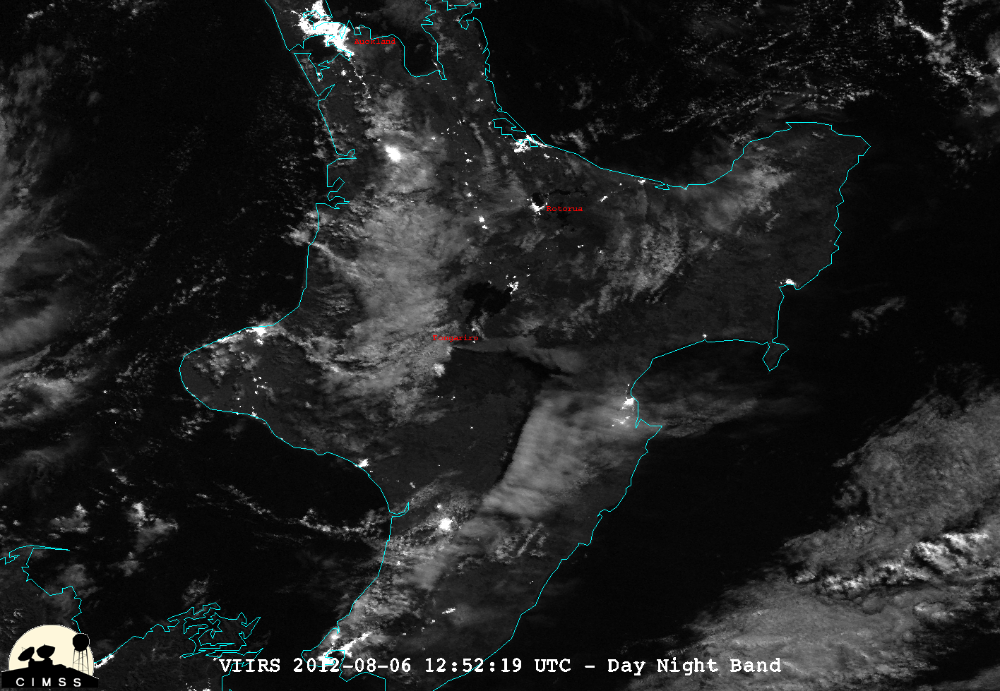 Auckland
Rotorua
VIIRS 2012-08-06 12:52:19 UTC - Day Night Band
CIMSS